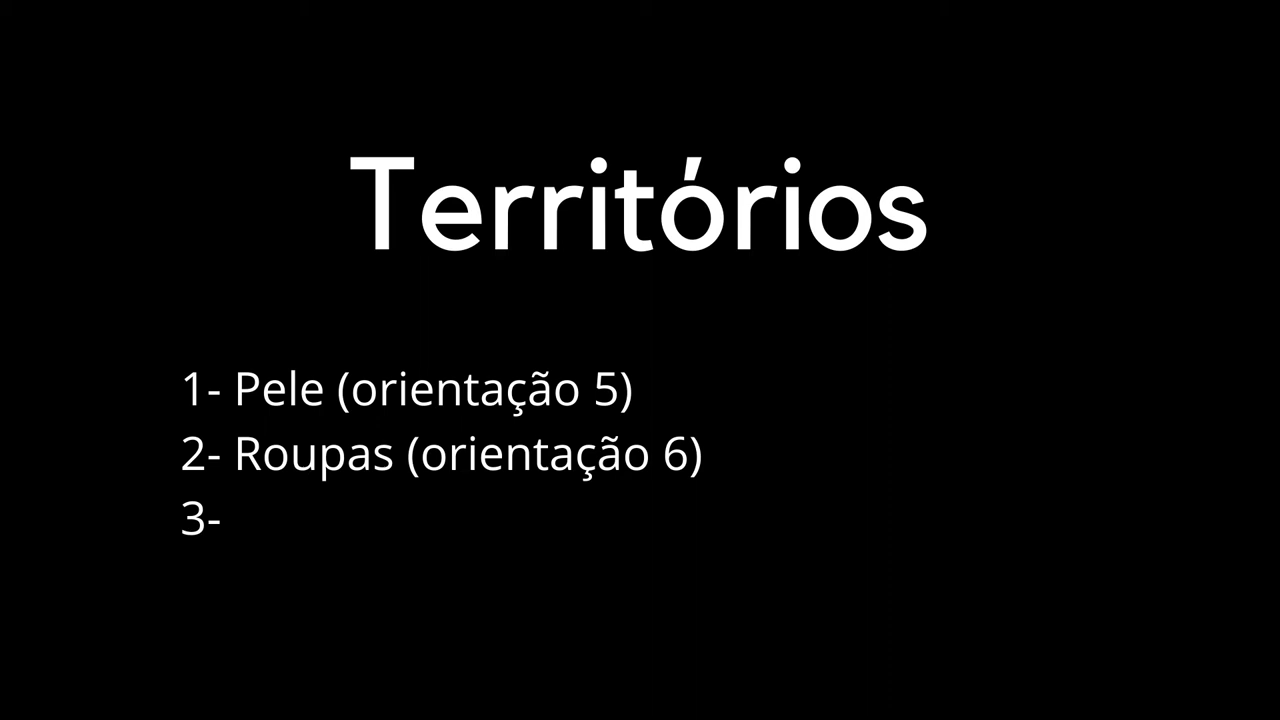 Territórios
1- Pele (orientação 5)
2- Roupas (orientação 6)
3-